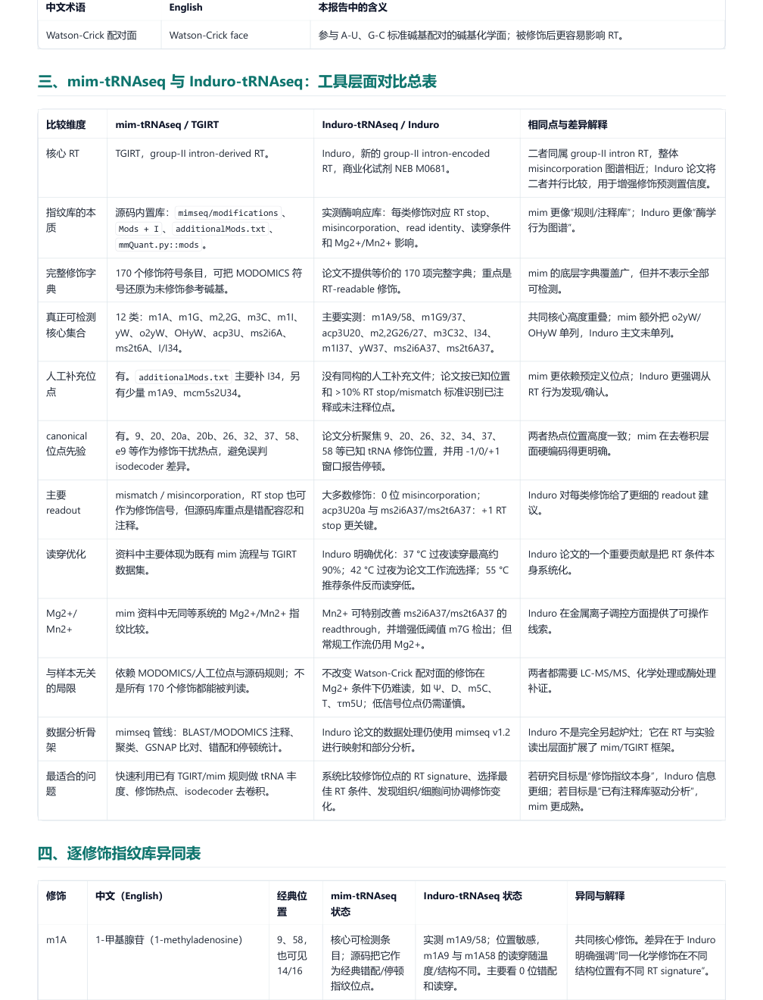 中文术语 English 本报告中的含义
Watson-Crick 配对面 Watson-Crick face 参与 A-U、G-C 标准碱基配对的碱基化学面；被修饰后更容易影响 RT。
三、mim-tRNAseq 与 Induro-tRNAseq：工具层面对比总表
比较维度 mim-tRNAseq / TGIRT Induro-tRNAseq / Induro 相同点与差异解释
核心 RT
TGIRT，group-II intron-derived RT。
Induro，新的 group-II intron-encoded
RT，商业化试剂 NEB M0681。
二者同属 group-II intron RT，整体
misincorporation 图谱相近；Induro 论文将
二者并行比较，用于增强修饰预测置信度。
指纹库的本
质
源码内置库：mimseq/modifications、
Mods + I、additionalMods.txt、
mmQuant.py::mods。
实测酶响应库：每类修饰对应 RT stop、
misincorporation、read identity、读穿条件
和 Mg2+/Mn2+ 影响。
mim 更像“规则/注释库”；Induro 更像“酶学
行为图谱”。
完整修饰字
典
170 个修饰符号条目，可把 MODOMICS 符
号还原为未修饰参考碱基。
论文不提供等价的 170 项完整字典；重点是
RT-readable 修饰。
mim 的底层字典覆盖广，但并不表示全部
可检测。
真正可检测
核心集合
12 类：m1A、m1G、m2,2G、m3C、m1I、
yW、o2yW、OHyW、acp3U、ms2i6A、
ms2t6A、I/I34。
主要实测：m1A9/58、m1G9/37、
acp3U20、m2,2G26/27、m3C32、I34、
m1I37、yW37、ms2i6A37、ms2t6A37。
共同核心高度重叠；mim 额外把 o2yW/
OHyW 单列，Induro 主文未单列。
人工补充位
点
有。additionalMods.txt 主要补 I34，另
有少量 m1A9、mcm5s2U34。
没有同构的人工补充文件；论文按已知位置
和 >10% RT stop/mismatch 标准识别已注
释或未注释位点。
mim 更依赖预定义位点；Induro 更强调从
RT 行为发现/确认。
canonical
位点先验
有。9、20、20a、20b、26、32、37、58、
e9 等作为修饰干扰热点，避免误判
isodecoder 差异。
论文分析聚焦 9、20、26、32、34、37、
58 等已知 tRNA 修饰位置，并用 -1/0/+1
窗口报告停顿。
两者热点位置高度一致；mim 在去卷积层
面硬编码得更明确。
主要
readout
mismatch / misincorporation，RT stop 也可
作为修饰信号，但源码库重点是错配容忍和
注释。
大多数修饰：0 位 misincorporation；
acp3U20a 与 ms2i6A37/ms2t6A37：+1 RT
stop 更关键。
Induro 对每类修饰给了更细的 readout 建
议。
读穿优化
资料中主要体现为既有 mim 流程与 TGIRT
数据集。
Induro 明确优化：37 °C 过夜读穿最高约
90%；42 °C 过夜为论文工作流选择；55 °C
推荐条件反而读穿低。
Induro 论文的一个重要贡献是把 RT 条件本
身系统化。
Mg2+/
Mn2+
mim 资料中无同等系统的 Mg2+/Mn2+ 指
纹比较。
Mn2+ 可特别改善 ms2i6A37/ms2t6A37 的
readthrough，并增强低阈值 m7G 检出；但
常规工作流仍用 Mg2+。
Induro 在金属离子调控方面提供了可操作
线索。
与样本无关
的局限
依赖 MODOMICS/人工位点与源码规则；不
是所有 170 个修饰都能被判读。
不改变 Watson-Crick 配对面的修饰在
Mg2+ 条件下仍难读，如 Ψ、D、m5C、
T、τm5U；低信号位点仍需谨慎。
两者都需要 LC-MS/MS、化学处理或酶处理
补证。
数据分析骨
架
mimseq 管线：BLAST/MODOMICS 注释、
聚类、GSNAP 比对、错配和停顿统计。
Induro 论文的数据处理仍使用 mimseq v1.2
进行映射和部分分析。
Induro 不是完全另起炉灶；它在 RT 与实验
读出层面扩展了 mim/TGIRT 框架。
最适合的问
题
快速利用已有 TGIRT/mim 规则做 tRNA 丰
度、修饰热点、isodecoder 去卷积。
系统比较修饰位点的 RT signature、选择最
佳 RT 条件、发现组织/细胞间协调修饰变
化。
若研究目标是“修饰指纹本身”，Induro 信息
更细；若目标是“已有注释库驱动分析”，
mim 更成熟。
四、逐修饰指纹库异同表
修饰
中文（English）
经典位
置
mim-tRNAseq
状态
Induro-tRNAseq 状态
异同与解释
m1A
1-甲基腺苷（1-methyladenosine）
9、58，
也可见
14/16
核心可检测条
目；源码把它作
为经典错配/停顿
指纹位点。
实测 m1A9/58；位置敏感，
m1A9 与 m1A58 的读穿随温
度/结构不同。主要看 0 位错配
和读穿。
共同核心修饰。差异在于 Induro
明确强调“同一化学修饰在不同
结构位置有不同 RT signature”。